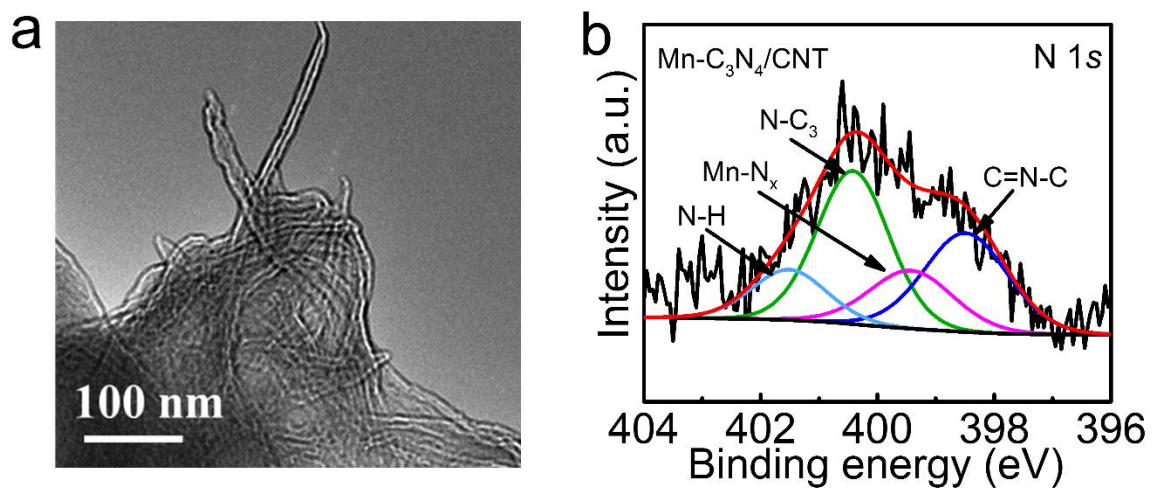 a
100 nm
b
Mn-C₃N₄/CNT
N 1s
N-C₃
Mn-Nₓ
C=N-C
N-H
Intensity (a.u.)
404 402 400 398 396
Binding energy (eV)